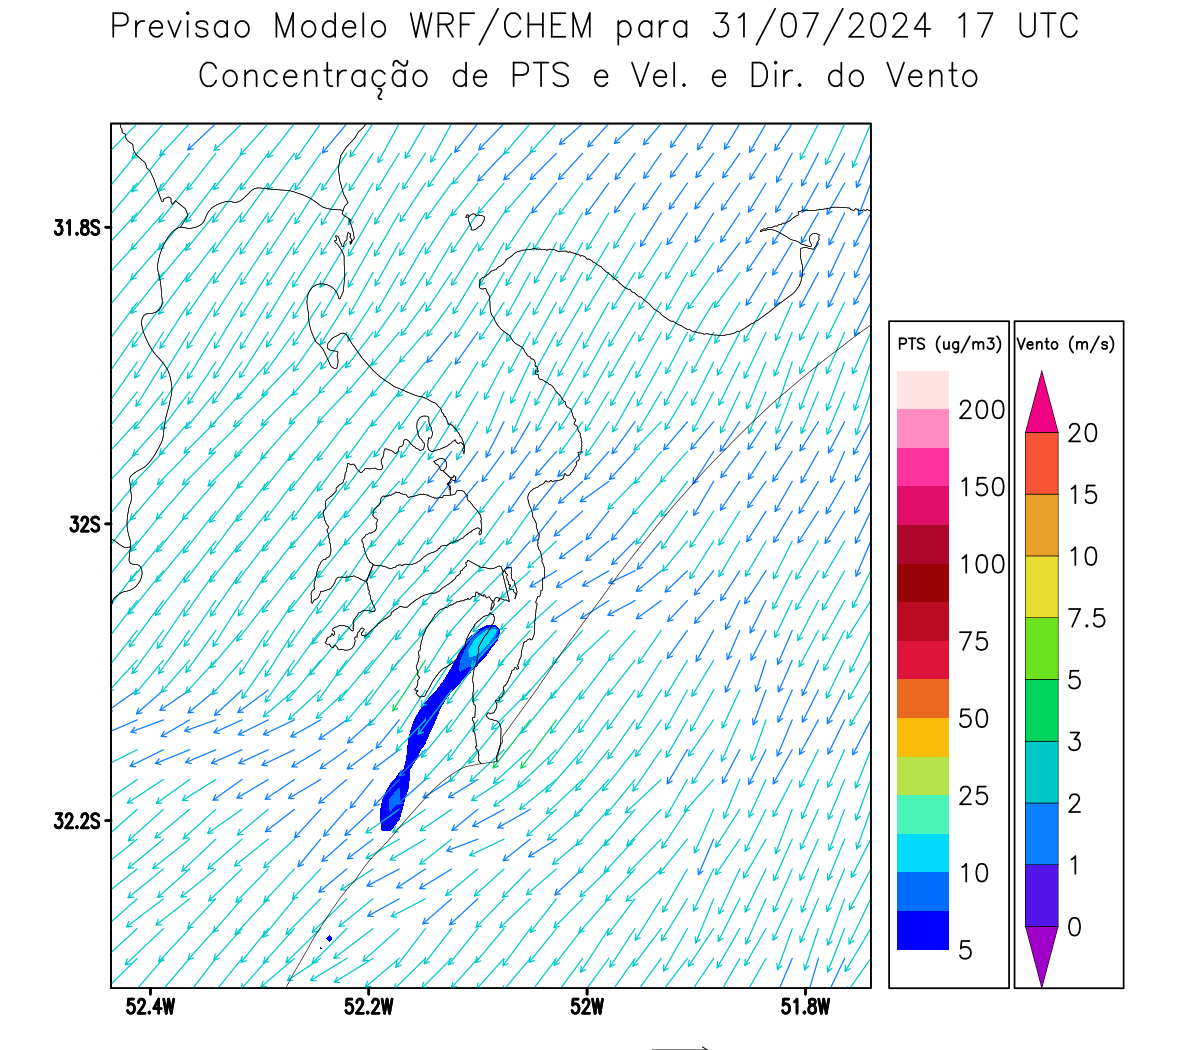 Previsao Modelo WRF/CHEM para 31/07/2024 17 UTC
Concentração de PTS e Vel. e Dir. do Vento
31.8S
32S
32.2S
52.4W
52.2W
52W
51.8W
PTS (ug/m3)
200
150
100
75
50
25
10
5
Vento (m/s)
20
15
10
7.5
5
3
2
1
0